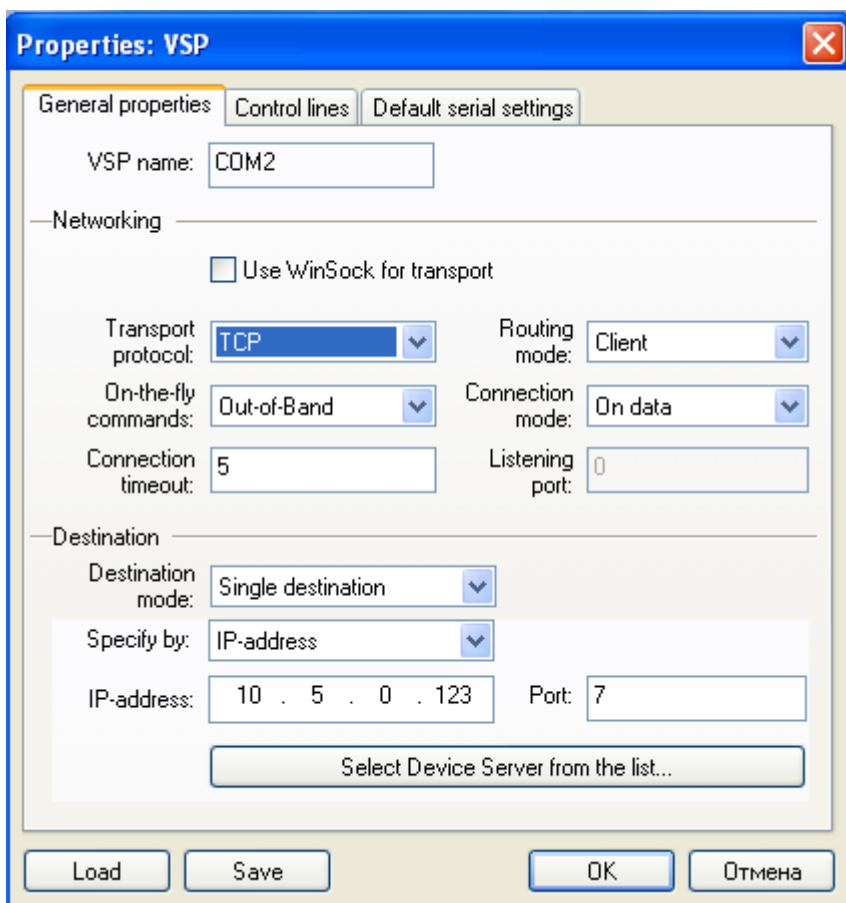 Properties: VSP
General properties Control lines Default serial settings
VSP name: COM2
Networking
Use WinSock for transport
Transport protocol: TCP Routing mode: Client
On-the-fly commands: Out-of-Band Connection mode: On data
Connection timeout: 5 Listening port: 0
Destination
Destination mode: Single destination
Specify by: IP-address
IP-address: 10 . 5 . 0 . 123 Port: 7
Select Device Server from the list...
Load Save OK Отмена